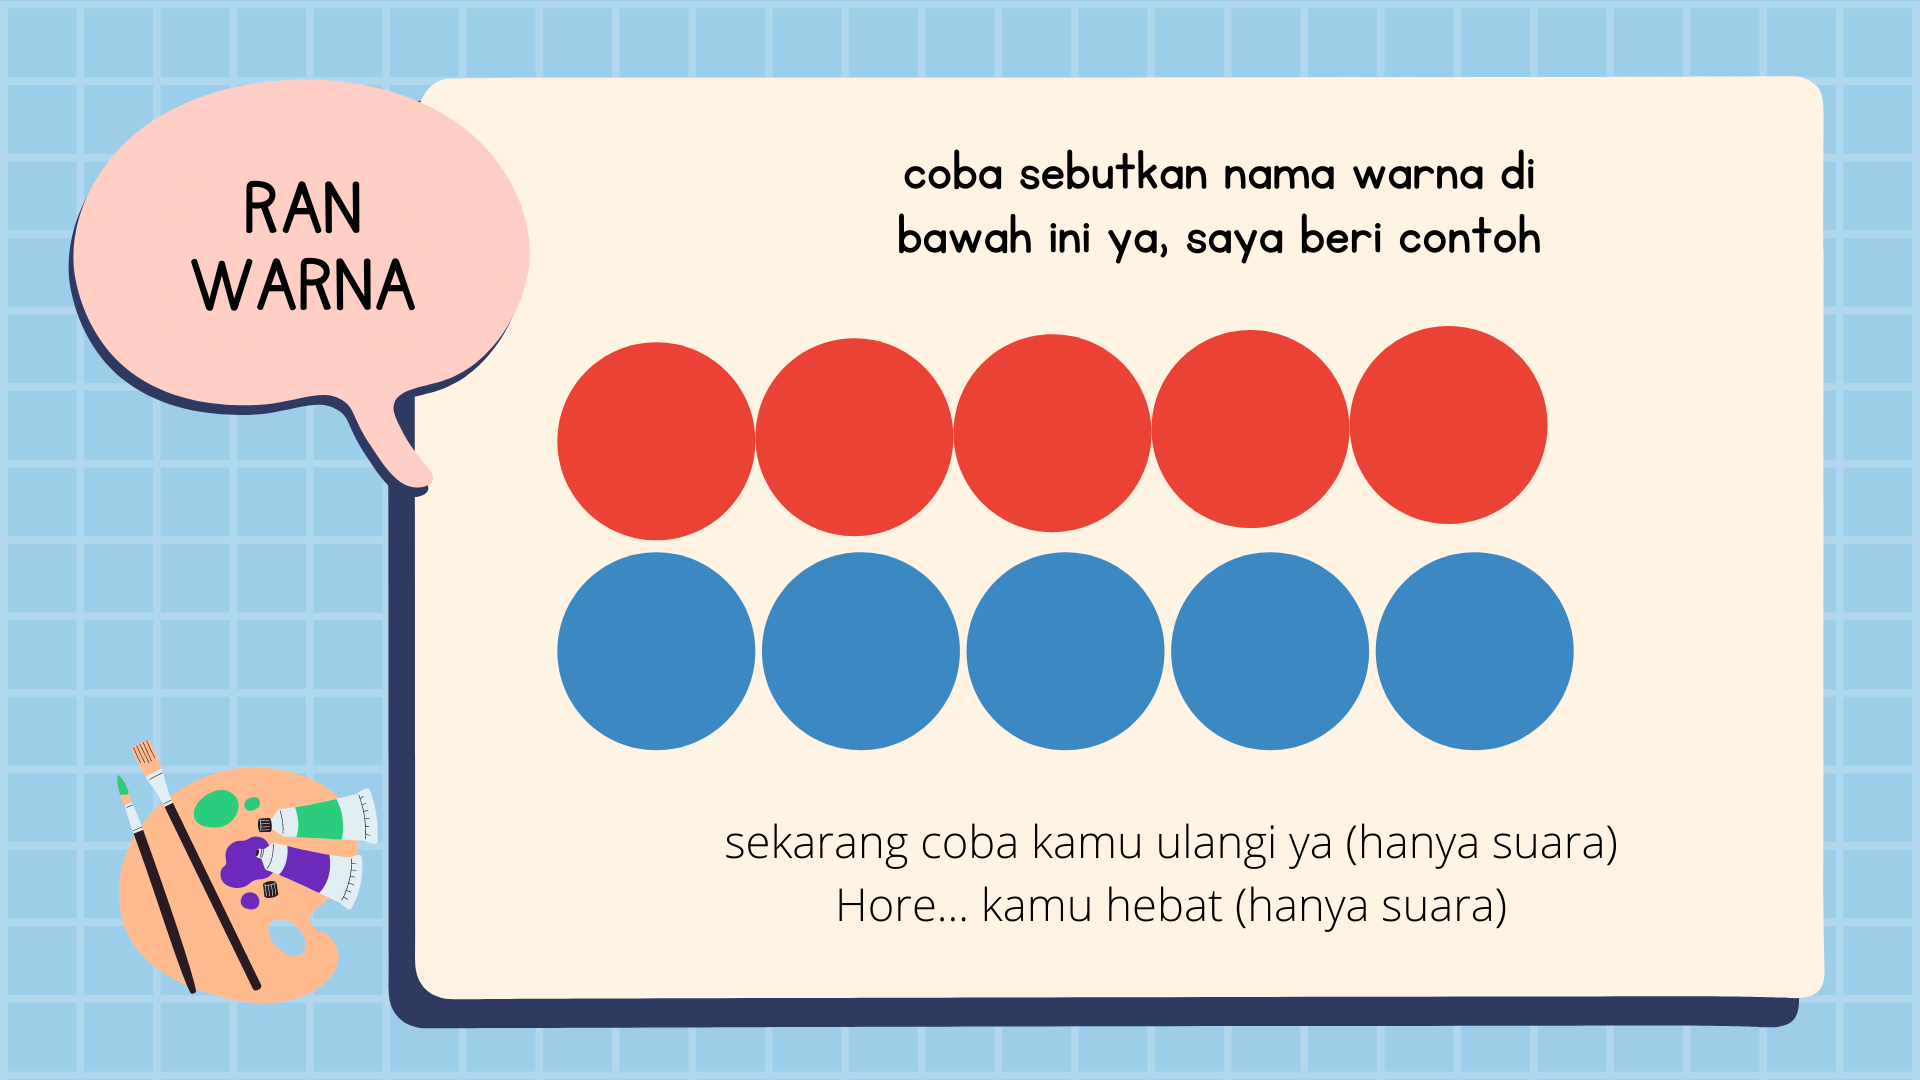 RAN
WARNA
coba sebutkan nama warna di
bawah ini ya, saya beri contoh
sekarang coba kamu ulangi ya (hanya suara)
Hore... kamu hebat (hanya suara)